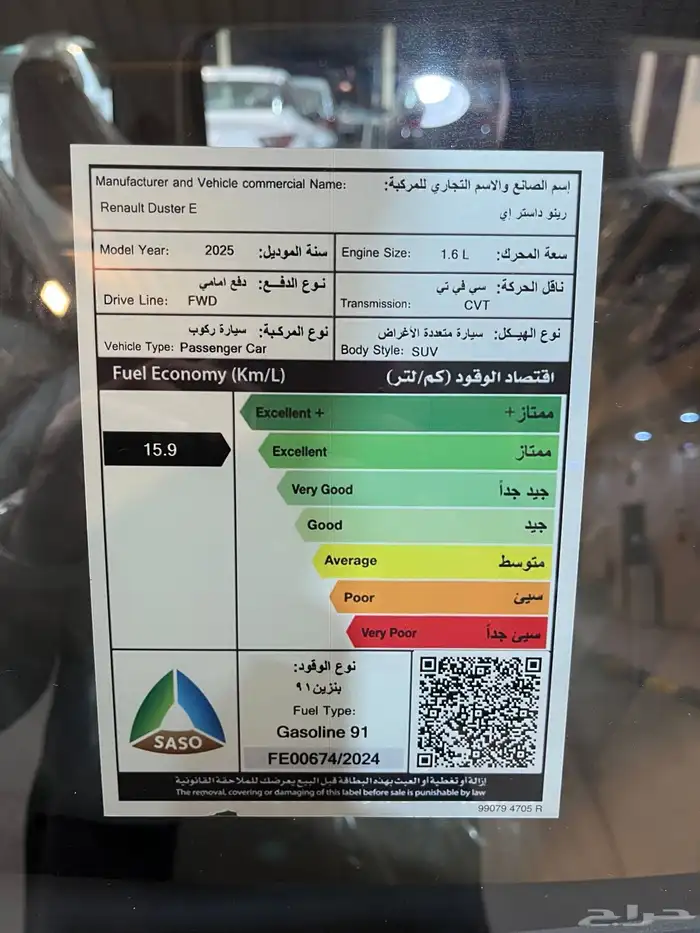 Manufacturer and Vehicle commercial Name: إسم الصانع والاسم التجاري للمركبة:
Renault Duster E رينو داستر إي
Model Year: 2025 سنة الموديل:
Engine Size: 1.6 L سعة المحرك:
نوع الدفـــع: دفع امامي
Drive Line: FWD
ناقل الحركة: سي في تي
Transmission: CVT
نوع المركـبة: سيارة ركوب
Vehicle Type: Passenger Car
نوع الهيـكل: سيارة متعددة الأغراض
Body Style: SUV
Fuel Economy (Km/L) اقتصاد الوقود (كم/لتر)
Excellent + ممتاز +
15.9
Excellent ممتاز
Very Good جيد جداً
Good جيد
Average متوسط
Poor سيئ
Very Poor سيئ جداً
SASO
نوع الوقود:
بنزين ٩١
Fuel Type:
Gasoline 91
FE00674/2024
إزالة أو تغطية أو العبث بهذه البطاقة قبل البيع يعرضك للملاحقة القانونية
The removal, covering or damaging of this label before sale is punishable by law
99079 4705 R
حراج